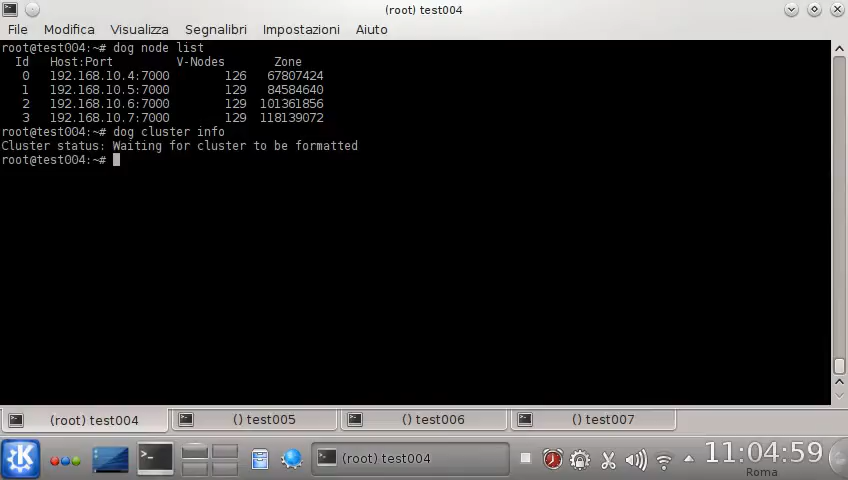 (root) test004
File Modifica Visualizza Segnalibri Impostazioni Aiuto
root@test004:~# dog node list
Id Host:Port V-Nodes Zone
0 192.168.10.4:7000 126 67807424
1 192.168.10.5:7000 129 84584640
2 192.168.10.6:7000 129 101361856
3 192.168.10.7:7000 129 118139072
root@test004:~# dog cluster info
Cluster status: Waiting for cluster to be formatted
root@test004:~#
(root) test004 () test005 () test006 () test007
(root) test004 11:04:59
Roma